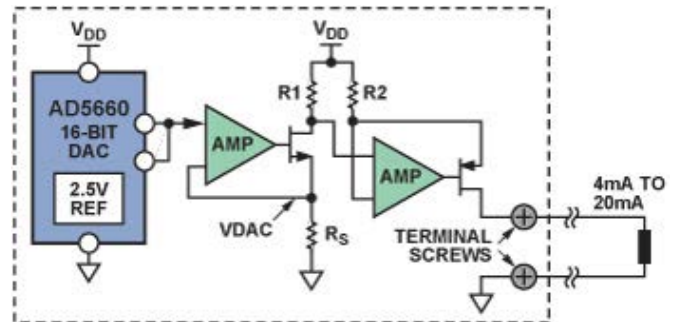 VDD
AD5660
16-BIT
DAC
2.5V
REF
AMP
VDAC
RS
VDD
R1
R2
AMP
TERMINAL
SCREWS
4mA TO
20mA